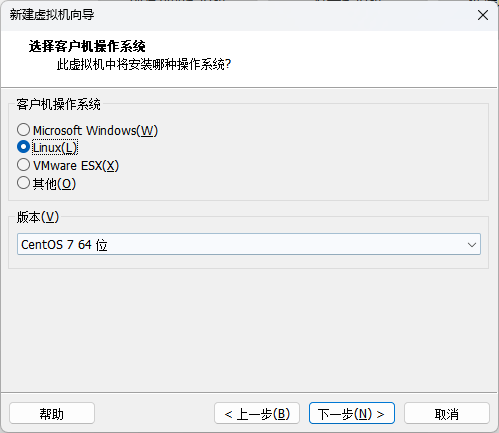 新建虚拟机向导
选择客户机操作系统
此虚拟机中将安装哪种操作系统?
客户机操作系统
Microsoft Windows(W)
Linux(L)
VMware ESX(X)
其他(O)
版本(V)
CentOS 7 64 位
帮助
< 上一步(B)
下一步(N) >
取消